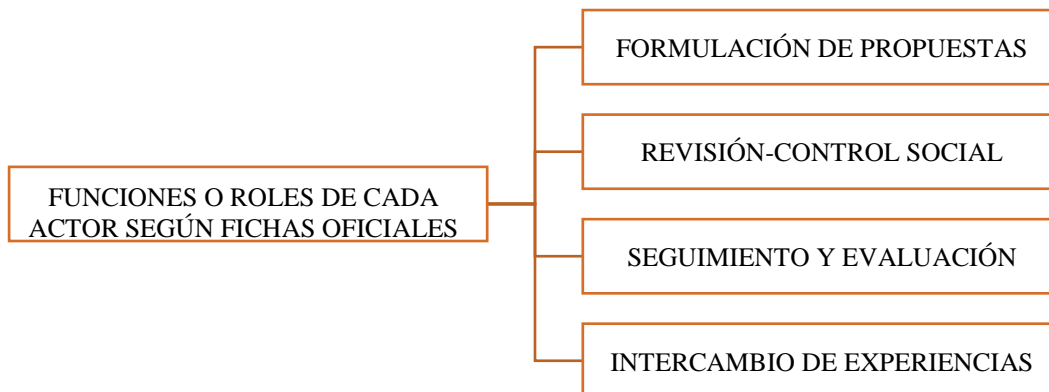 FUNCIONES O ROLES DE CADA
ACTOR SEGÚN FICHAS OFICIALES
FORMULACIÓN DE PROPUESTAS
REVISIÓN-CONTROL SOCIAL
SEGUIMIENTO Y EVALUACIÓN
INTERCAMBIO DE EXPERIENCIAS